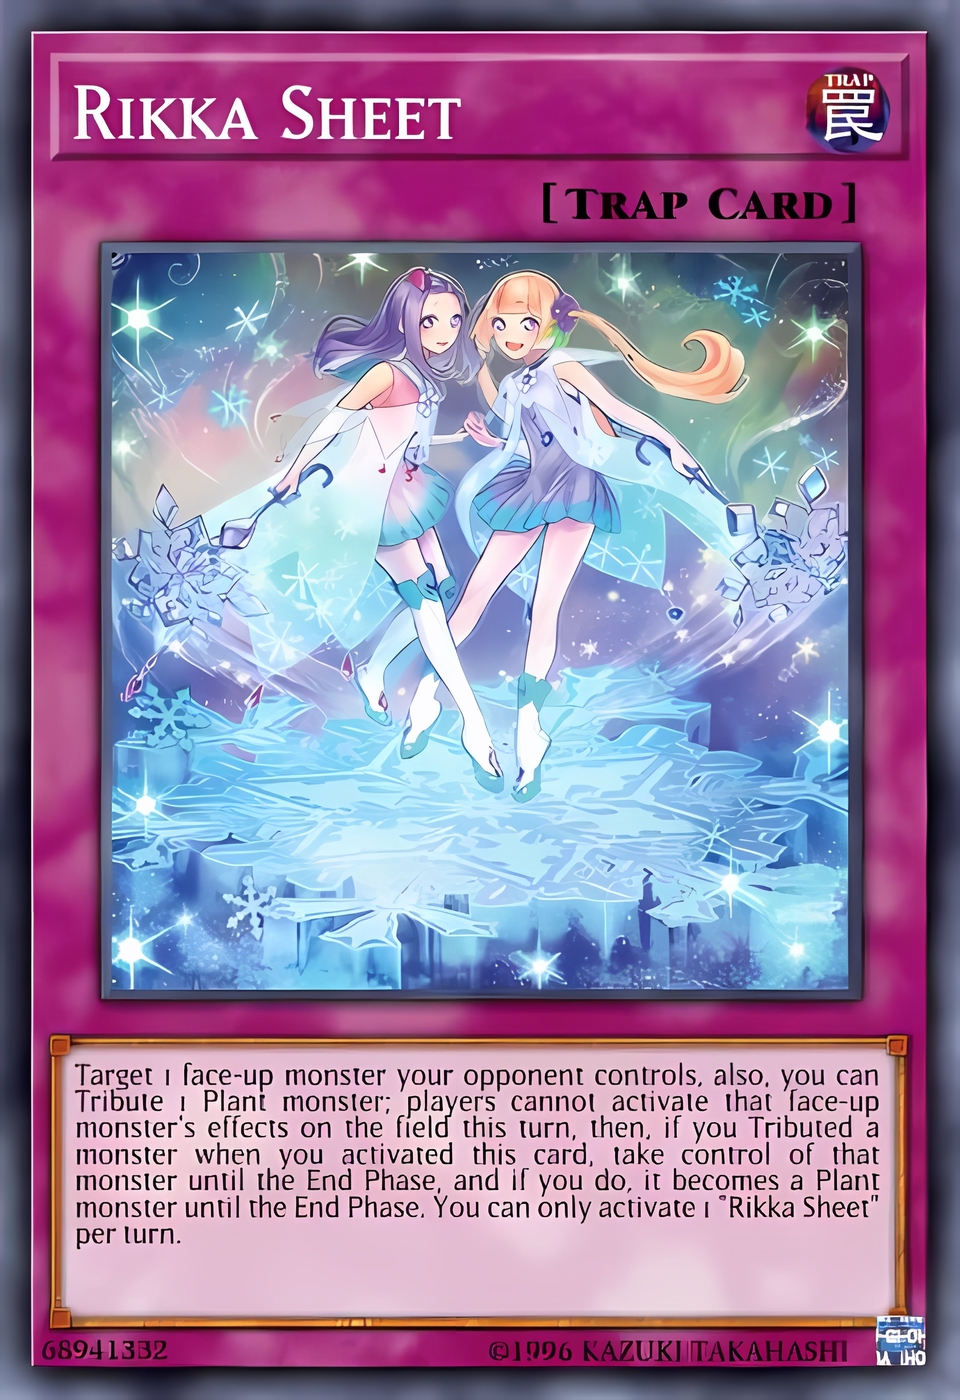 RIKKA SHEET
TRAP
罠
[TRAP CARD]
Target 1 face-up monster your opponent controls, also, you can
Tribute 1 Plant monster; players cannot activate that face-up
monster's effects on the field this turn, then, if you Tributed a
monster when you activated this card, take control of that
monster until the End Phase, and if you do, it becomes a Plant
monster until the End Phase. You can only activate 1 "Rikka Sheet"
per turn.
68941332
©1996 KAZUKI TAKAHASHI